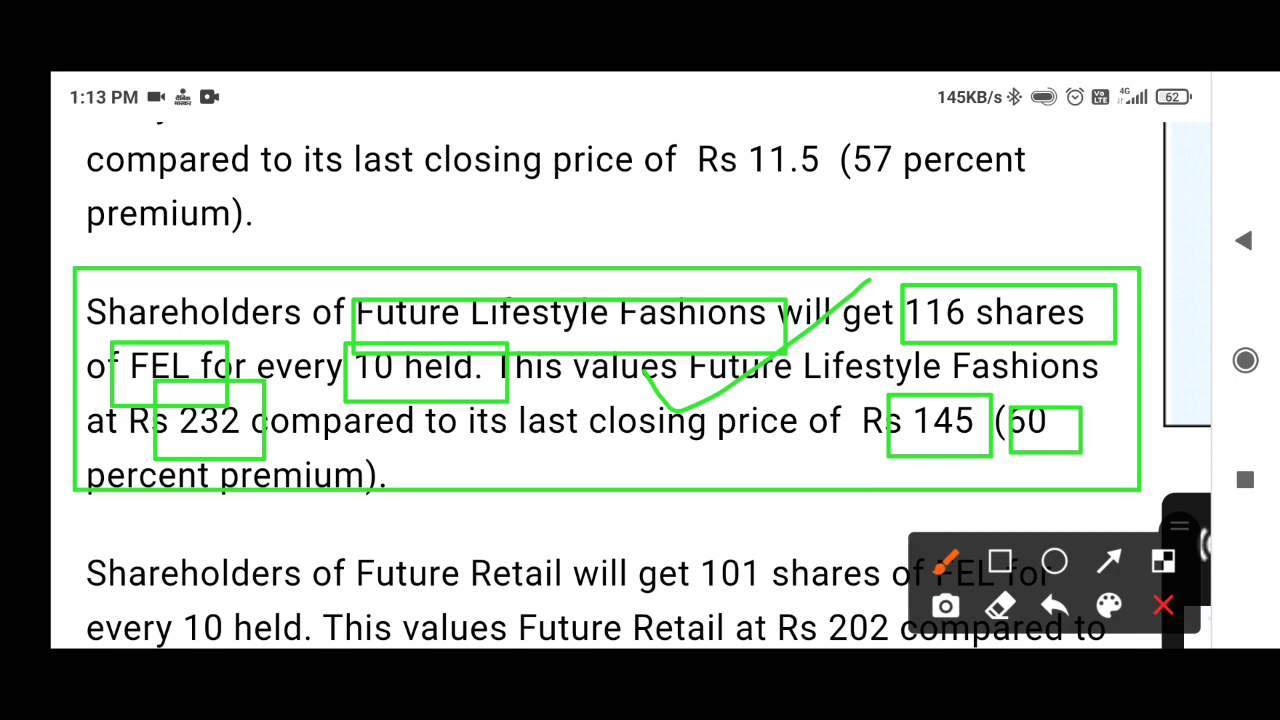 1:13 PM
145KB/s
4G
VO
LTE
62
compared to its last closing price of Rs 11.5 (57 percent
premium).
Shareholders of Future Lifestyle Fashions will get 116 shares
of FEL for every 10 held. This values Future Lifestyle Fashions
at Rs 232 compared to its last closing price of Rs 145 (60
percent premium).
Shareholders of Future Retail will get 101 shares of FEL for
every 10 held. This values Future Retail at Rs 202 compared to